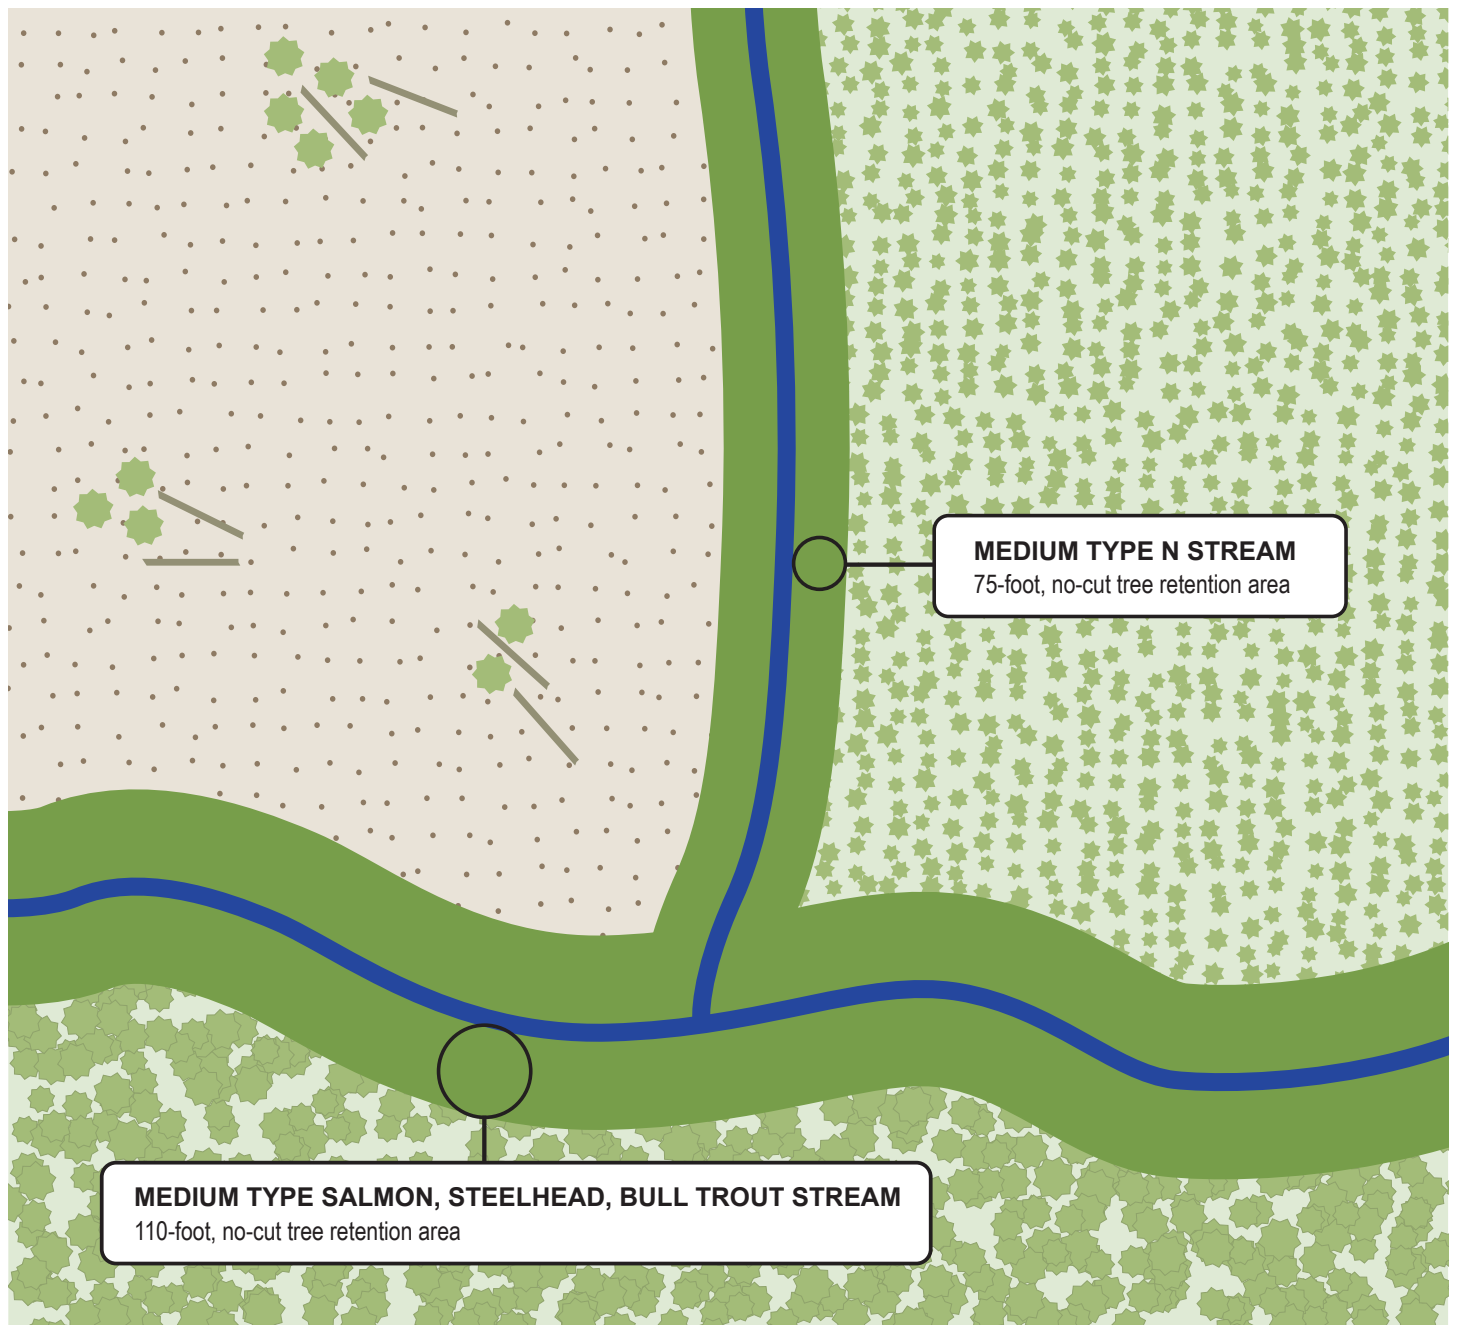 MEDIUM TYPE N STREAM
75-foot, no-cut tree retention area
MEDIUM TYPE SALMON, STEELHEAD, BULL TROUT STREAM
110-foot, no-cut tree retention area